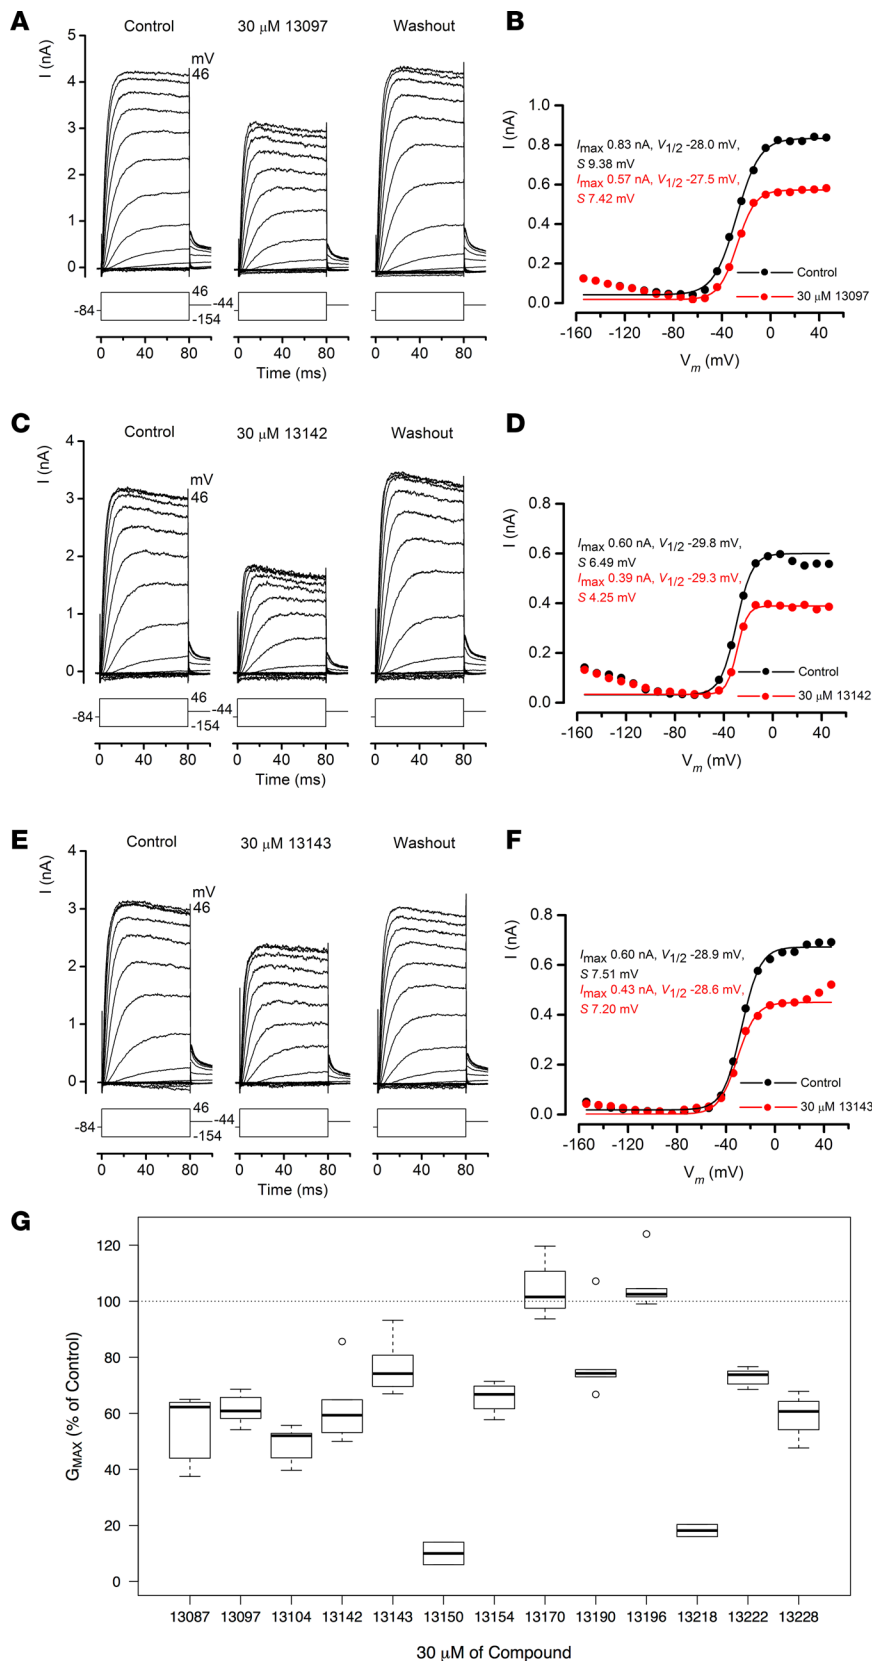 A
Control
30 μM 13097
Washout
I (nA)
5
4
3
2
1
0
mV
46
46
-84
-44
-154
0 40 80
0 40 80
0 40 80
Time (ms)
B
I (nA)
1.0
0.8
0.6
0.4
0.2
0.0
Imax 0.83 nA, V1/2 -28.0 mV,
S 9.38 mV
Imax 0.57 nA, V1/2 -27.5 mV,
S 7.42 mV
Control
30 μM 13097
-160 -120 -80 -40 0 40
Vm (mV)
C
Control
30 μM 13142
Washout
I (nA)
4
3
2
1
0
mV
46
46
-84
-44
-154
0 40 80
0 40 80
0 40 80
Time (ms)
D
I (nA)
0.8
0.6
0.4
0.2
0.0
Imax 0.60 nA, V1/2 -29.8 mV,
S 6.49 mV
Imax 0.39 nA, V1/2 -29.3 mV,
S 4.25 mV
Control
30 μM 13142
-160 -120 -80 -40 0 40
Vm (mV)
E
Control
30 μM 13143
Washout
I (nA)
4
3
2
1
0
mV
46
46
-84
-44
-154
0 40 80
0 40 80
0 40 80
Time (ms)
F
I (nA)
0.8
0.6
0.4
0.2
0.0
Imax 0.60 nA, V1/2 -28.9 mV,
S 7.51 mV
Imax 0.43 nA, V1/2 -28.6 mV,
S 7.20 mV
Control
30 μM 13143
-160 -120 -80 -40 0 40
Vm (mV)
G
GMAX (% of Control)
120
100
80
60
40
20
0
13087 13097 13104 13142 13143 13150 13154 13170 13190 13196 13218 13222 13228
30 μM of Compound